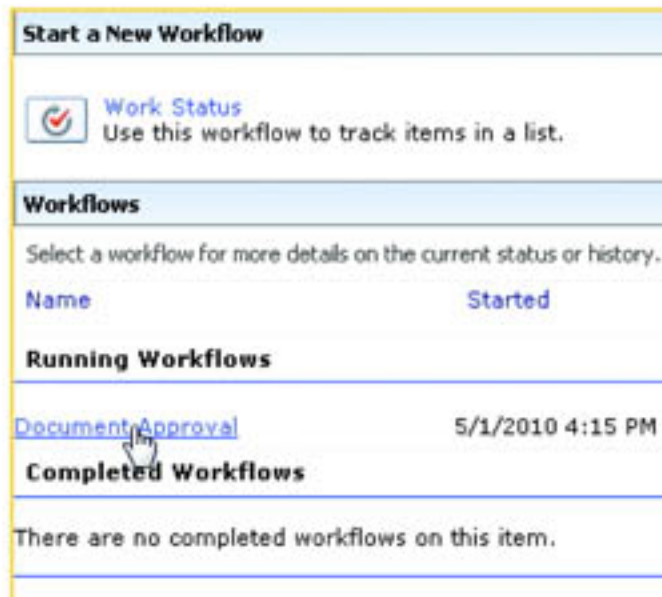 Start a New Workflow
Work Status
Use this workflow to track items in a list.
Workflows
Select a workflow for more details on the current status or history.
Name Started
Running Workflows
Document Approval 5/1/2010 4:15 PM
Completed Workflows
There are no completed workflows on this item.